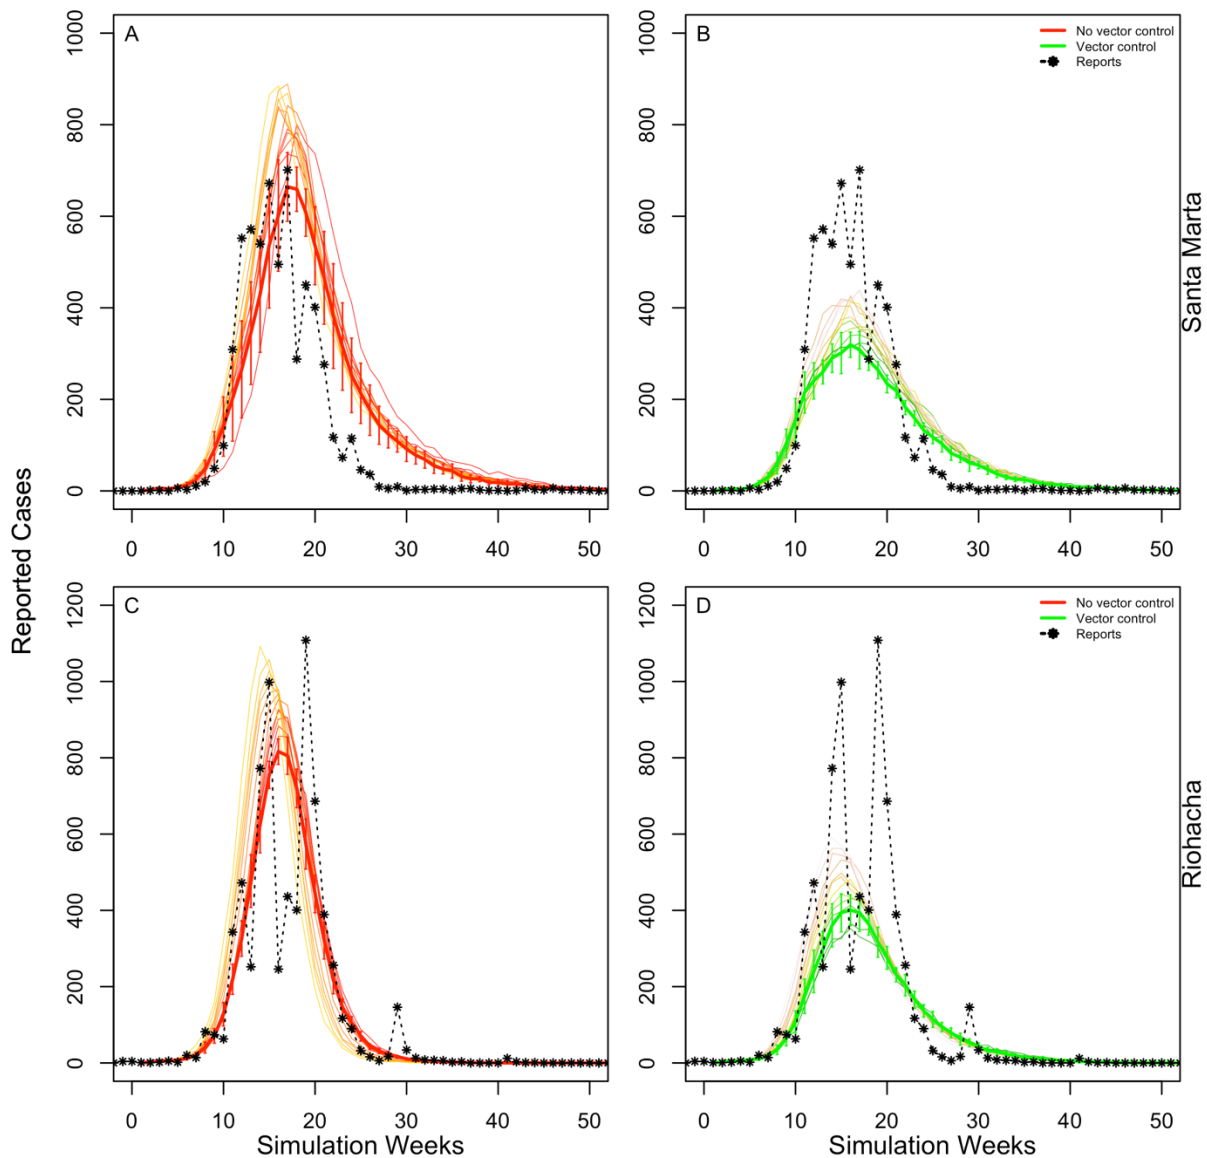 A
1000
800
600
400
200
0
0 10 20 30 40 50
B
No vector control
Vector control
Reports
1000
800
600
400
200
0
0 10 20 30 40 50
Santa Marta
Reported Cases
C
1200
1000
800
600
400
200
0
0 10 20 30 40 50
Simulation Weeks
D
No vector control
Vector control
Reports
1200
1000
800
600
400
200
0
0 10 20 30 40 50
Simulation Weeks
Riohacha